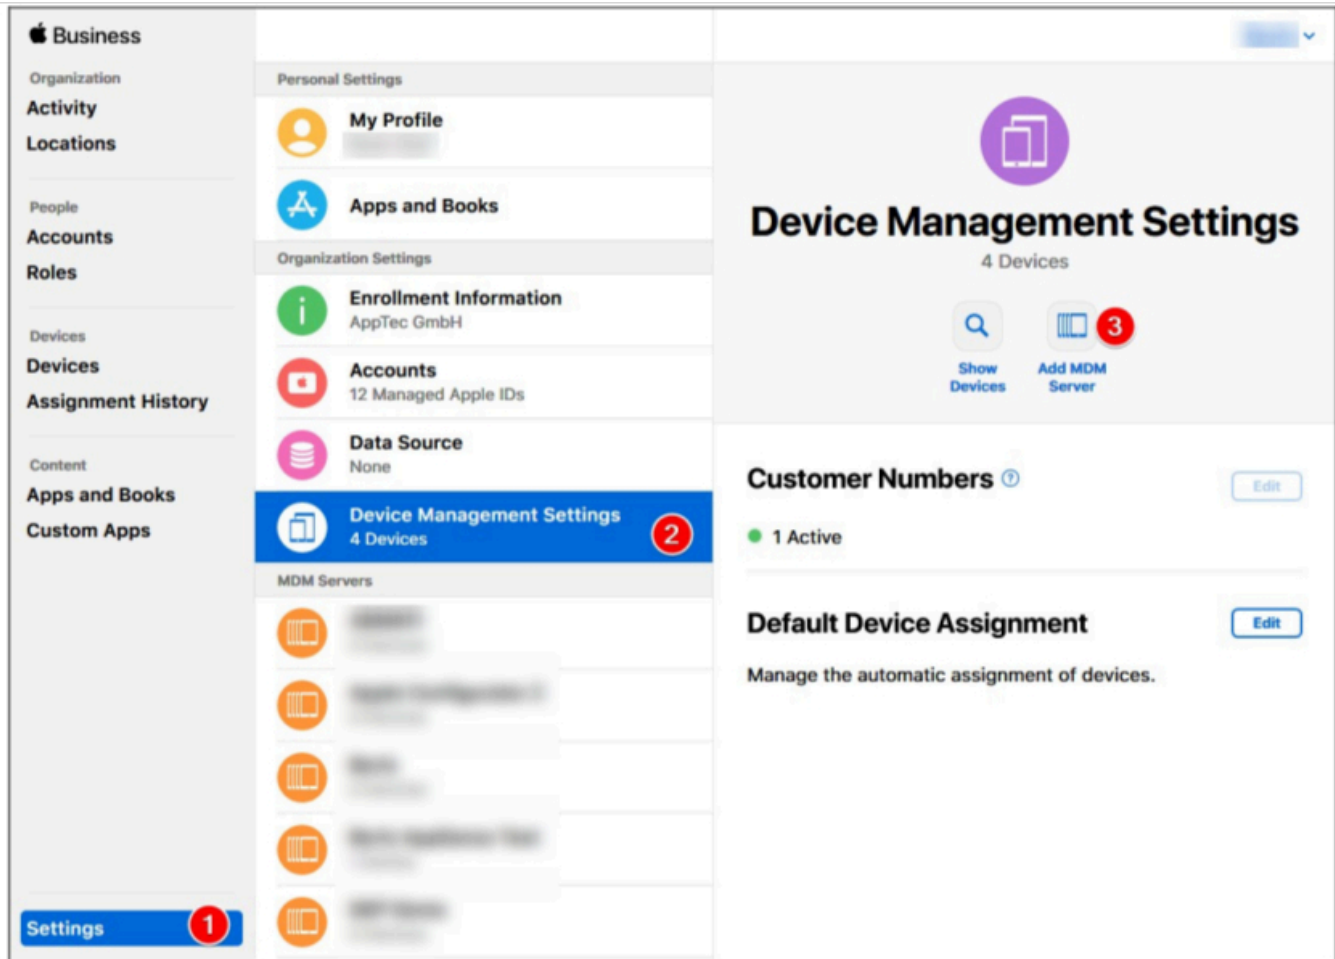 Business
Organization
Activity
Locations
People
Accounts
Roles
Devices
Devices
Assignment History
Content
Apps and Books
Custom Apps
Settings
1
Personal Settings
My Profile
Apps and Books
Organization Settings
Enrollment Information
AppTec GmbH
Accounts
12 Managed Apple IDs
Data Source
None
Device Management Settings
4 Devices
2
MDM Servers
Device Management Settings
4 Devices
Show
Devices
Add MDM
Server
3
Customer Numbers ?
Edit
1 Active
Default Device Assignment
Edit
Manage the automatic assignment of devices.